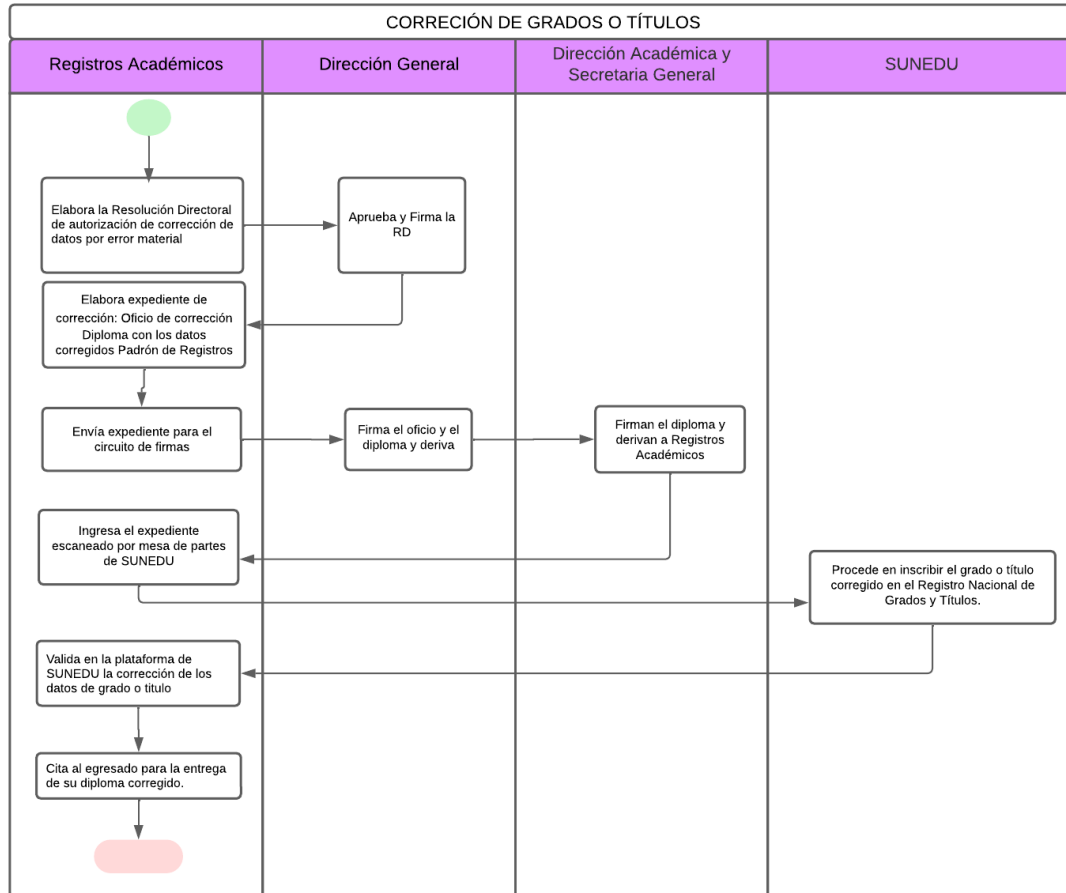 CORRECIÓN DE GRADOS O TÍTULOS
Registros Académicos
Dirección General
Dirección Académica y
Secretaria General
SUNEDU
Elabora la Resolución Directoral
de autorización de corrección de
datos por error material
Aprueba y Firma la
RD
Elabora expediente de
corrección: Oficio de corrección
Diploma con los datos
corregidos Padrón de Registros
Envía expediente para el
circuito de firmas
Firma el oficio y el
diploma y deriva
Firman el diploma y
derivan a Registros
Académicos
Ingresa el expediente
escaneado por mesa de partes
de SUNEDU
Procede en inscribir el grado o título
corregido en el Registro Nacional de
Grados y Títulos.
Valida en la plataforma de
SUNEDU la corrección de los
datos de grado o titulo
Cita al egresado para la entrega
de su diploma corregido.